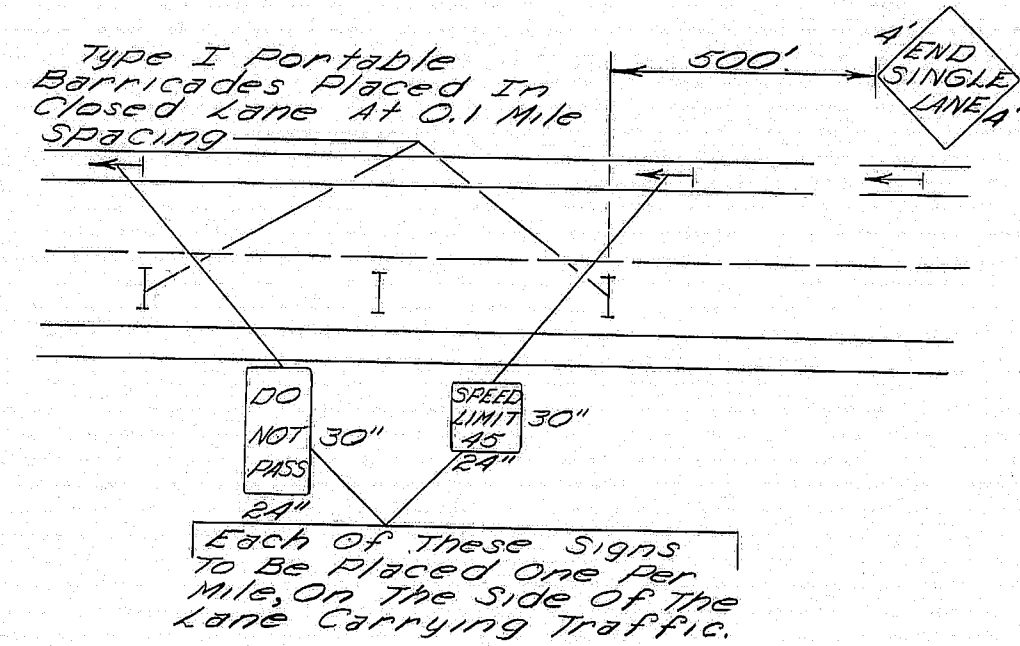 Type I Portable
Barricades Placed In
Closed Lane At 0.1 Mile
Spacing
500'
4'
END
SINGLE
LANE
4'
DO
NOT
PASS
30"
24"
SPEED
LIMIT
45
30"
24"
Each Of These Signs
To Be Placed One Per
Mile, On The Side Of The
Lane Carrying Traffic.